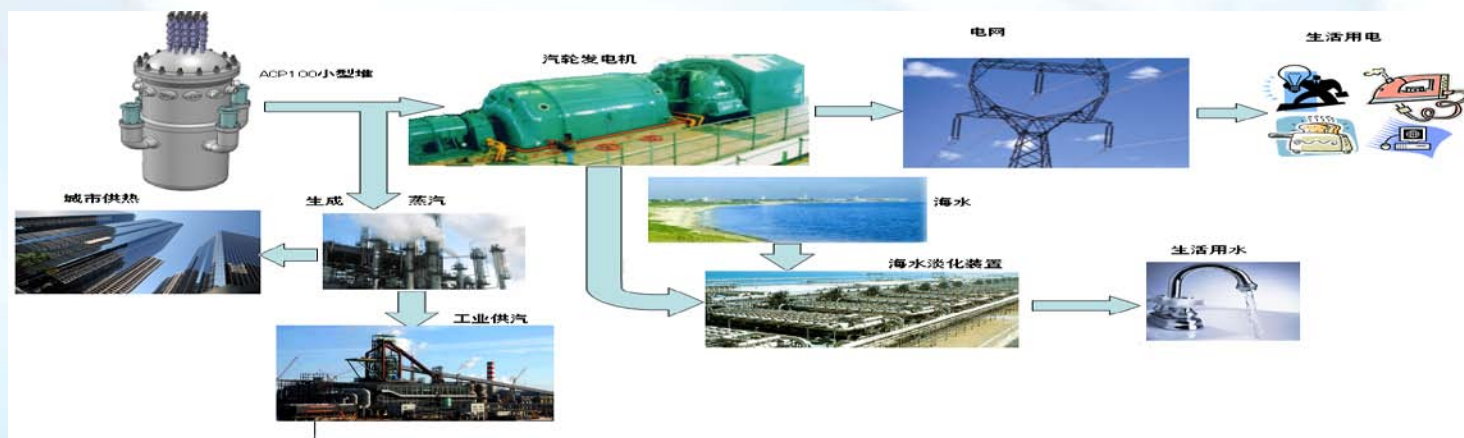 电网
生活用电
汽轮发电机
ACP100小型堆
城市供热
生成 蒸汽
海水
生活用水
海水淡化装置
工业供汽